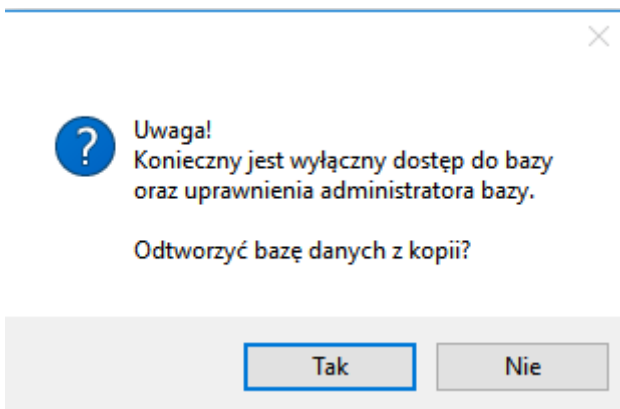 Uwaga!
Konieczny jest wyłączny dostęp do bazy
oraz uprawnienia administratora bazy.
Odtworzyć bazę danych z kopii?
Tak
Nie